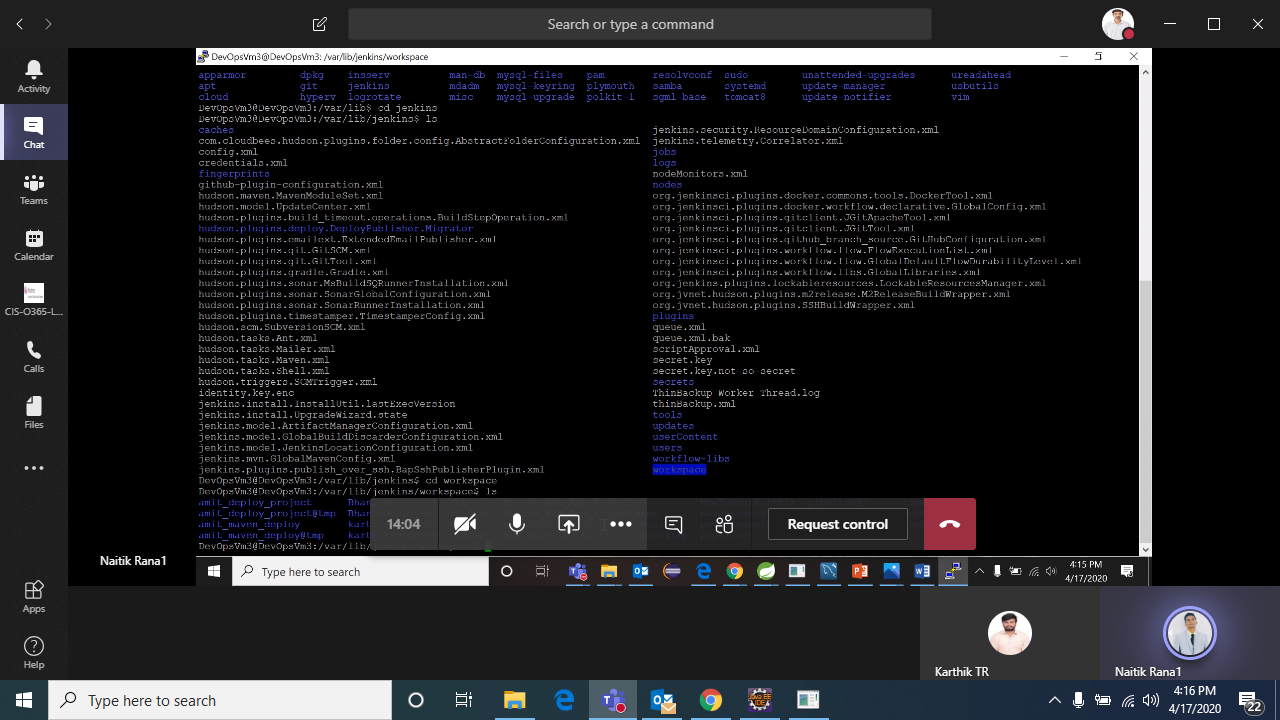 Search or type a command
Activity
Chat
Teams
Calendar
CIS-O365-L...
Calls
Files
Apps
Help
DevOpsVm3@DevOpsVm3: /var/lib/jenkins/workspace
apparmor dpkg insserv man-db mysql-files pam resolvconf sudo unattended-upgrades ureadahead
apt git jenkins mdadm mysql-keyring plymouth samba systemd update-manager usbutils
cloud hyperv logrotate misc mysql-upgrade polkit-1 sgml-base tomcat8 update-notifier vim
DevOpsVm3@DevOpsVm3:/var/lib$ cd jenkins
DevOpsVm3@DevOpsVm3:/var/lib/jenkins$ ls
caches jenkins.security.ResourceDomainConfiguration.xml
com.cloudbees.hudson.plugins.folder.config.AbstractFolderConfiguration.xml jenkins.telemetry.Correlator.xml
config.xml jobs
credentials.xml logs
fingerprints nodeMonitors.xml
github-plugin-configuration.xml nodes
hudson.maven.MavenModuleSet.xml org.jenkinsci.plugins.docker.commons.tools.DockerTool.xml
hudson.model.UpdateCenter.xml org.jenkinsci.plugins.docker.workflow.declarative.GlobalConfig.xml
hudson.plugins.build_timeout.operations.BuildStepOperation.xml org.jenkinsci.plugins.gitclient.JGitApacheTool.xml
hudson.plugins.deploy.DeployPublisher.Migrator org.jenkinsci.plugins.gitclient.JGitTool.xml
hudson.plugins.emailext.ExtendedEmailPublisher.xml org.jenkinsci.plugins.github_branch_source.GitHubConfiguration.xml
hudson.plugins.git.GitSCM.xml org.jenkinsci.plugins.workflow.flow.FlowExecutionList.xml
hudson.plugins.git.GitTool.xml org.jenkinsci.plugins.workflow.flow.GlobalDefaultFlowDurabilityLevel.xml
hudson.plugins.gradle.Gradle.xml org.jenkinsci.plugins.workflow.libs.GlobalLibraries.xml
hudson.plugins.sonar.MsBuildSQRunnerInstallation.xml org.jenkins.plugins.lockableresources.LockableResourcesManager.xml
hudson.plugins.sonar.SonarGlobalConfiguration.xml org.jvnet.hudson.plugins.m2release.M2ReleaseBuildWrapper.xml
hudson.plugins.sonar.SonarRunnerInstallation.xml org.jvnet.hudson.plugins.SSHBuildWrapper.xml
hudson.plugins.timestamper.TimestamperConfig.xml plugins
hudson.scm.SubversionSCM.xml queue.xml
hudson.tasks.Ant.xml queue.xml.bak
hudson.tasks.Mailer.xml scriptApproval.xml
hudson.tasks.Maven.xml secret.key
hudson.tasks.Shell.xml secret.key.not-so-secret
hudson.triggers.SCMTrigger.xml secrets
identity.key.enc ThinBackup Worker Thread.log
jenkins.install.InstallUtil.lastExecVersion thinBackup.xml
jenkins.install.UpgradeWizard.state tools
jenkins.model.ArtifactManagerConfiguration.xml updates
jenkins.model.GlobalBuildDiscarderConfiguration.xml userContent
jenkins.model.JenkinsLocationConfiguration.xml users
jenkins.mvn.GlobalMavenConfig.xml workflow-libs
jenkins.plugins.publish_over_ssh.BapSshPublisherPlugin.xml workspace
DevOpsVm3@DevOpsVm3:/var/lib/jenkins$ cd workspace
DevOpsVm3@DevOpsVm3:/var/lib/jenkins/workspace$ ls
amit_deploy_project
amit_deploy_project@tmp
amit_maven_deploy
amit_maven_deploy@tmp
14:04
Request control
Naitik Rana1
Type here to search
4:15 PM
4/17/2020
Karthik TR
Naitik Rana1
Type here to search
Java EE
IDE
4:16 PM
4/17/2020
22